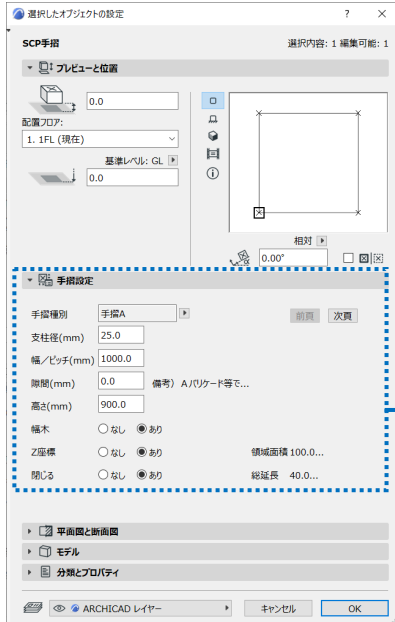 選択したオブジェクトの設定 ? ×
SCP手摺 選択内容: 1 編集可能: 1
プレビューと位置
0.0
配置フロア:
1. 1FL (現在)
基準レベル: GL
0.0
相対
0.00°
手摺設定
手摺種別 手摺A 前頁 次頁
支柱径(mm) 25.0
幅/ピッチ(mm) 1000.0
隙間(mm) 0.0 備考) Aバリケード等で...
高さ(mm) 900.0
幅木 なし あり
Z座標 なし あり 領域面積 100.0...
閉じる なし あり 総延長 40.0...
平面図と断面図
モデル
分類とプロパティ
ARCHICAD レイヤー キャンセル OK